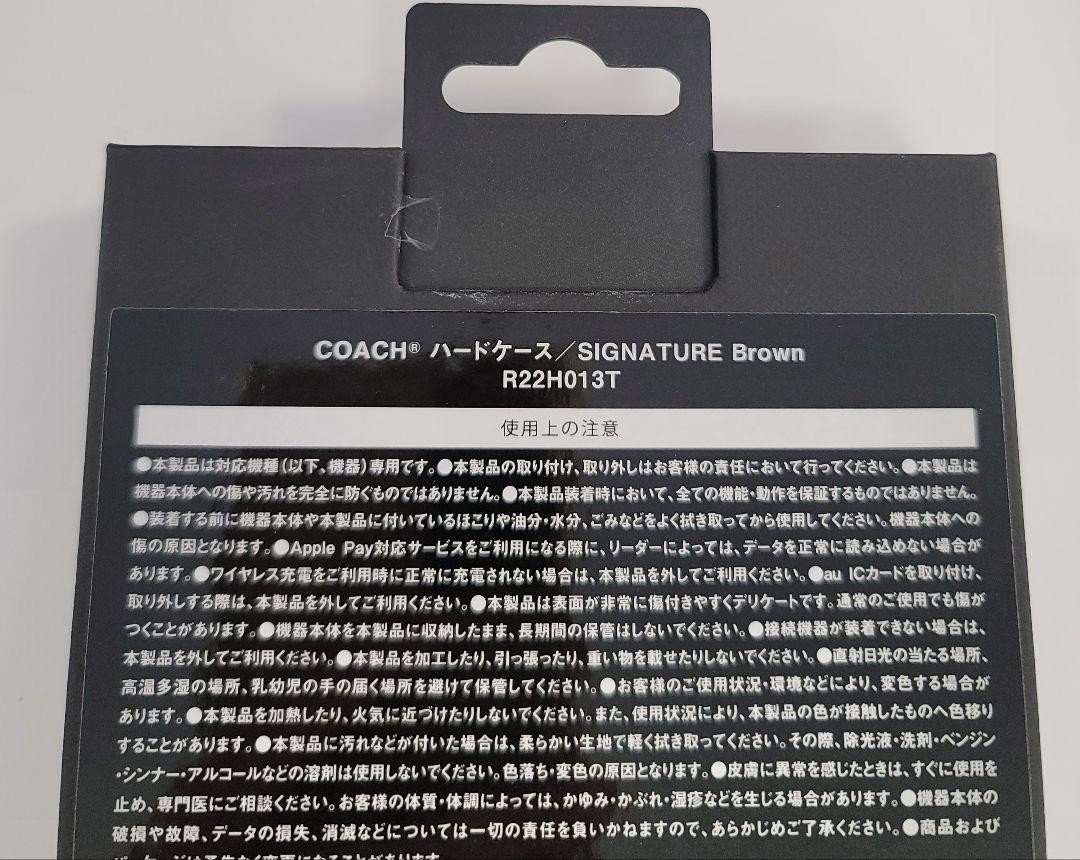 COACH® ハードケース／SIGNATURE Brown
R22H013T
使用上の注意
●本製品は対応機種（以下、機器）専用です。●本製品の取り付け、取り外しはお客様の責任において行ってください。●本製品は
機器本体への傷や汚れを完全に防ぐものではありません。●本製品装着時において、全ての機能・動作を保証するものではありません。
●装着する前に機器本体や本製品に付いているほこりや油分・水分、ごみなどをよく拭き取ってから使用してください。機器本体への
傷の原因となります。●Apple Pay対応サービスをご利用になる際に、リーダーによっては、データを正常に読み込めない場合が
あります。●ワイヤレス充電をご利用時に正常に充電されない場合は、本製品を外してご利用ください。●au ICカードを取り付け、
取り外しする際は、本製品を外してご利用ください。●本製品は表面が非常に傷付きやすくデリケートです。通常のご使用でも傷が
つくことがあります。●機器本体を本製品に収納したまま、長期間の保管はしないでください。●接続機器が装着できない場合は、
本製品を外してご利用ください。●本製品を加工したり、引っ張ったり、重い物を載せたりしないでください。●直射日光の当たる場所、
高温多湿の場所、乳幼児の手の届く場所を避けて保管してください。●お客様のご使用状況・環境などにより、変色する場合が
あります。●本製品を加熱したり、火気に近づけたりしないでください。また、使用状況により、本製品の色が接触したものへ色移り
することがあります。●本製品に汚れなどが付いた場合は、柔らかい生地で軽く拭き取ってください。その際、除光液・洗剤・ベンジン
・シンナー・アルコールなどの溶剤は使用しないでください。色落ち・変色の原因となります。●皮膚に異常を感じたときは、すぐに使用を
止め、専門医にご相談ください。お客様の体質・体調によっては、かゆみ・かぶれ・湿疹などを生じる場合があります。●機器本体の
破損や故障、データの損失、消滅などについては一切の責任を負いかねますので、あらかじめご了承ください。●商品および
パッケージは予告なく変更になることがあります。